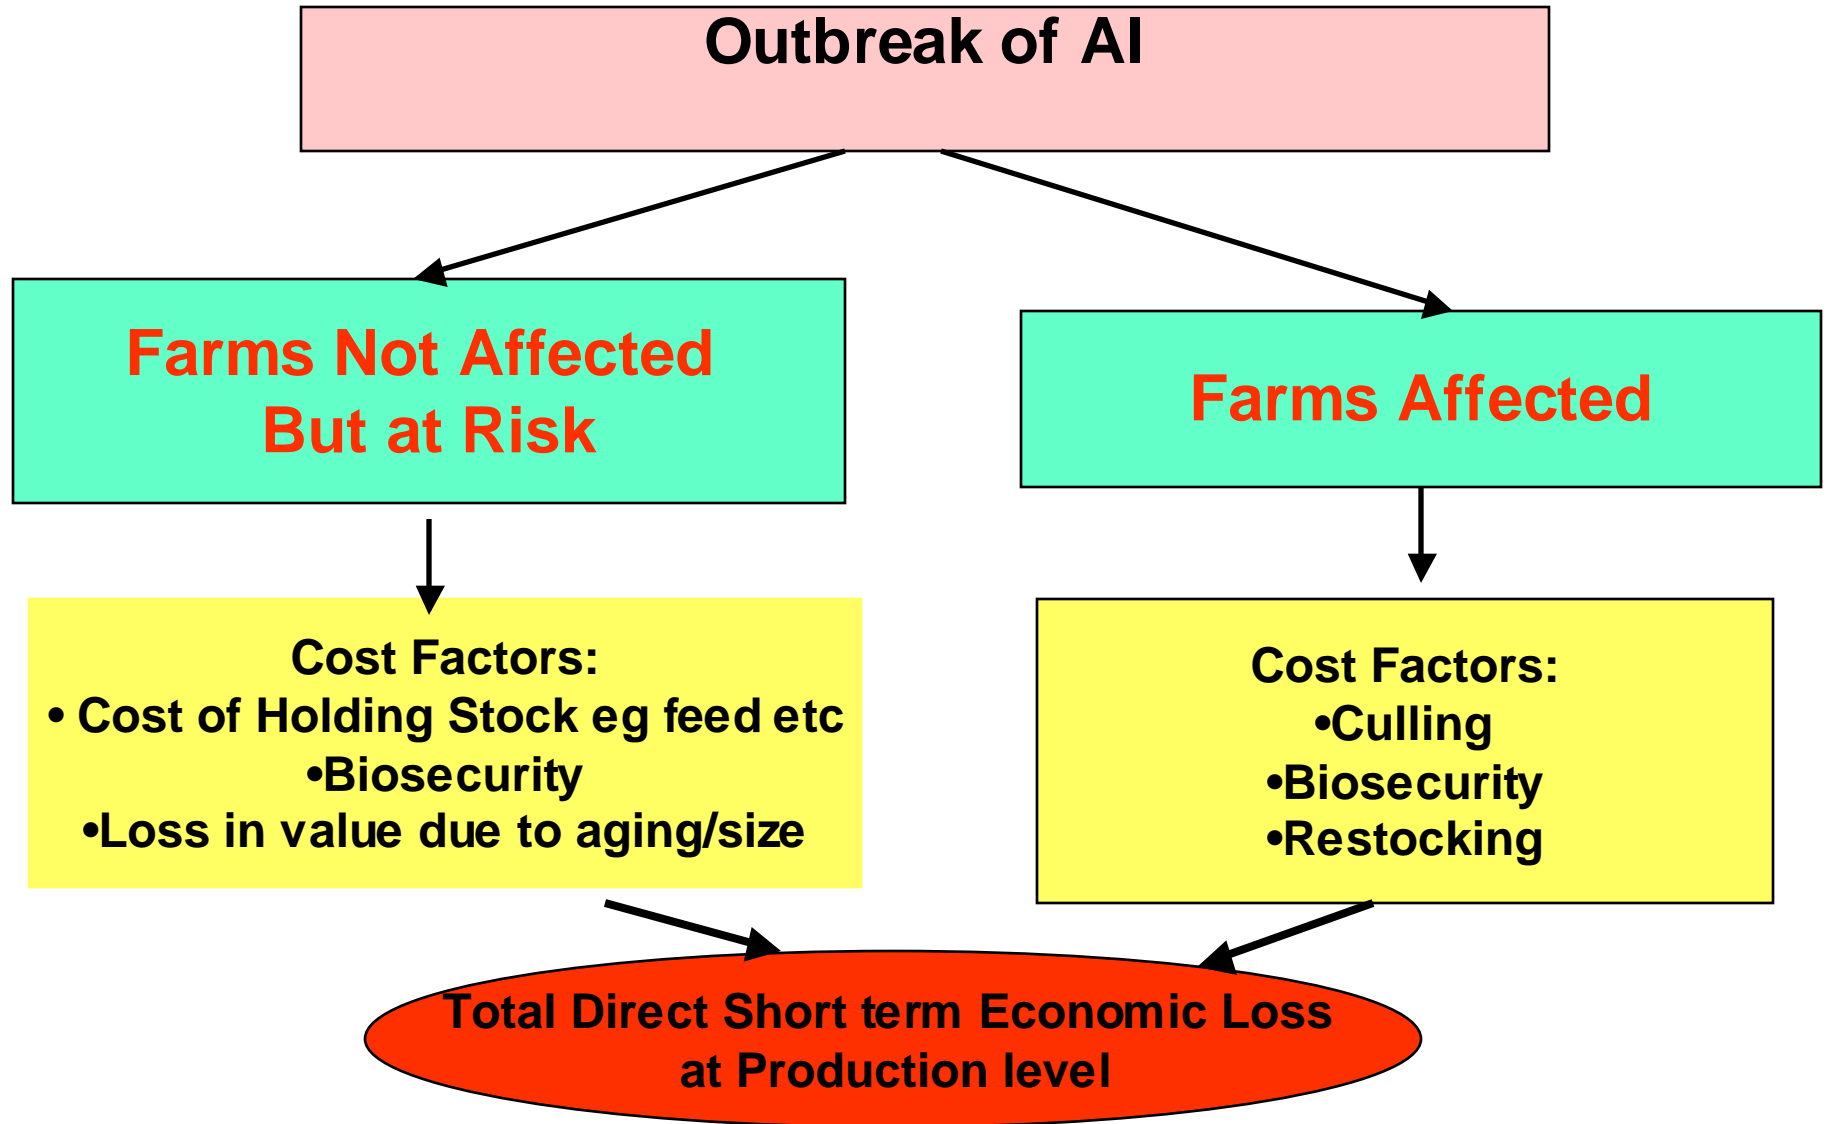 Outbreak of AI
Farms Not Affected
But at Risk
Farms Affected
Cost Factors:
• Cost of Holding Stock eg feed etc
•Biosecurity
•Loss in value due to aging/size
Cost Factors:
•Culling
•Biosecurity
•Restocking
Total Direct Short term Economic Loss
at Production level